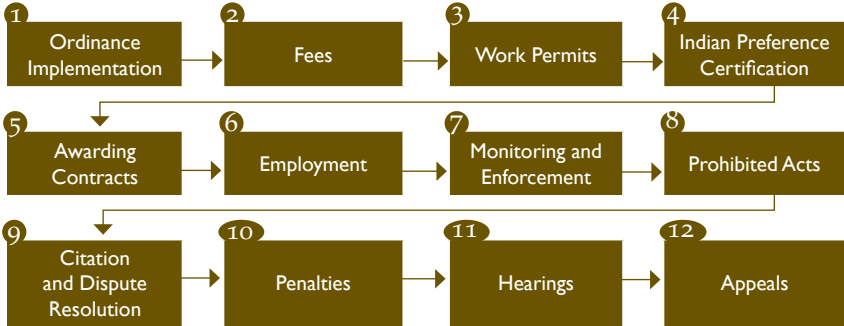 1
Ordinance
Implementation
2
Fees
3
Work Permits
4
Indian Preference
Certification
5
Awarding
Contracts
6
Employment
7
Monitoring and
Enforcement
8
Prohibited Acts
9
Citation
and Dispute
Resolution
10
Penalties
11
Hearings
12
Appeals